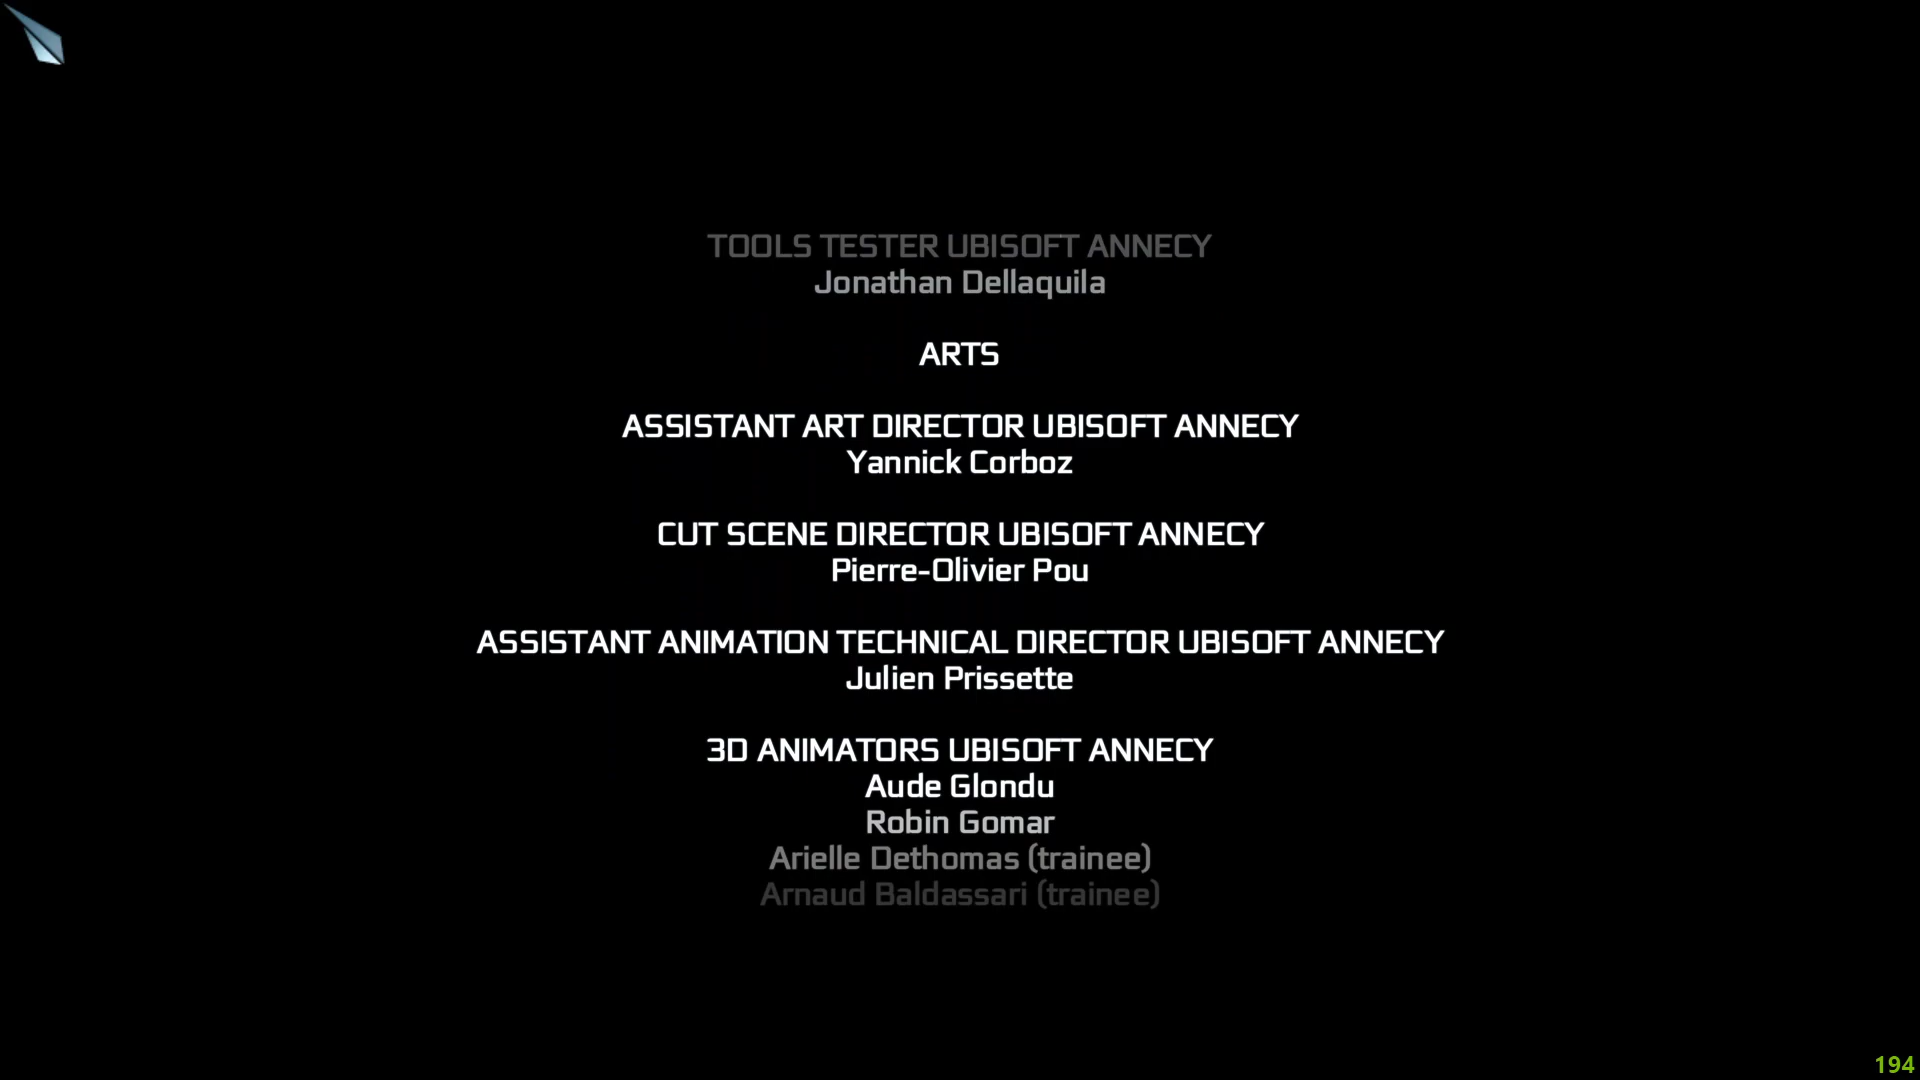 TOOLS TESTER UBISOFT ANNECY
Jonathan Dellaquila
ARTS
ASSISTANT ART DIRECTOR UBISOFT ANNECY
Yannick Corboz
CUT SCENE DIRECTOR UBISOFT ANNECY
Pierre-Olivier Pou
ASSISTANT ANIMATION TECHNICAL DIRECTOR UBISOFT ANNECY
Julien Prissette
3D ANIMATORS UBISOFT ANNECY
Aude Glondu
Robin Gomar
Arielle Dethomas (trainee)
Arnaud Baldassari (trainee)
194